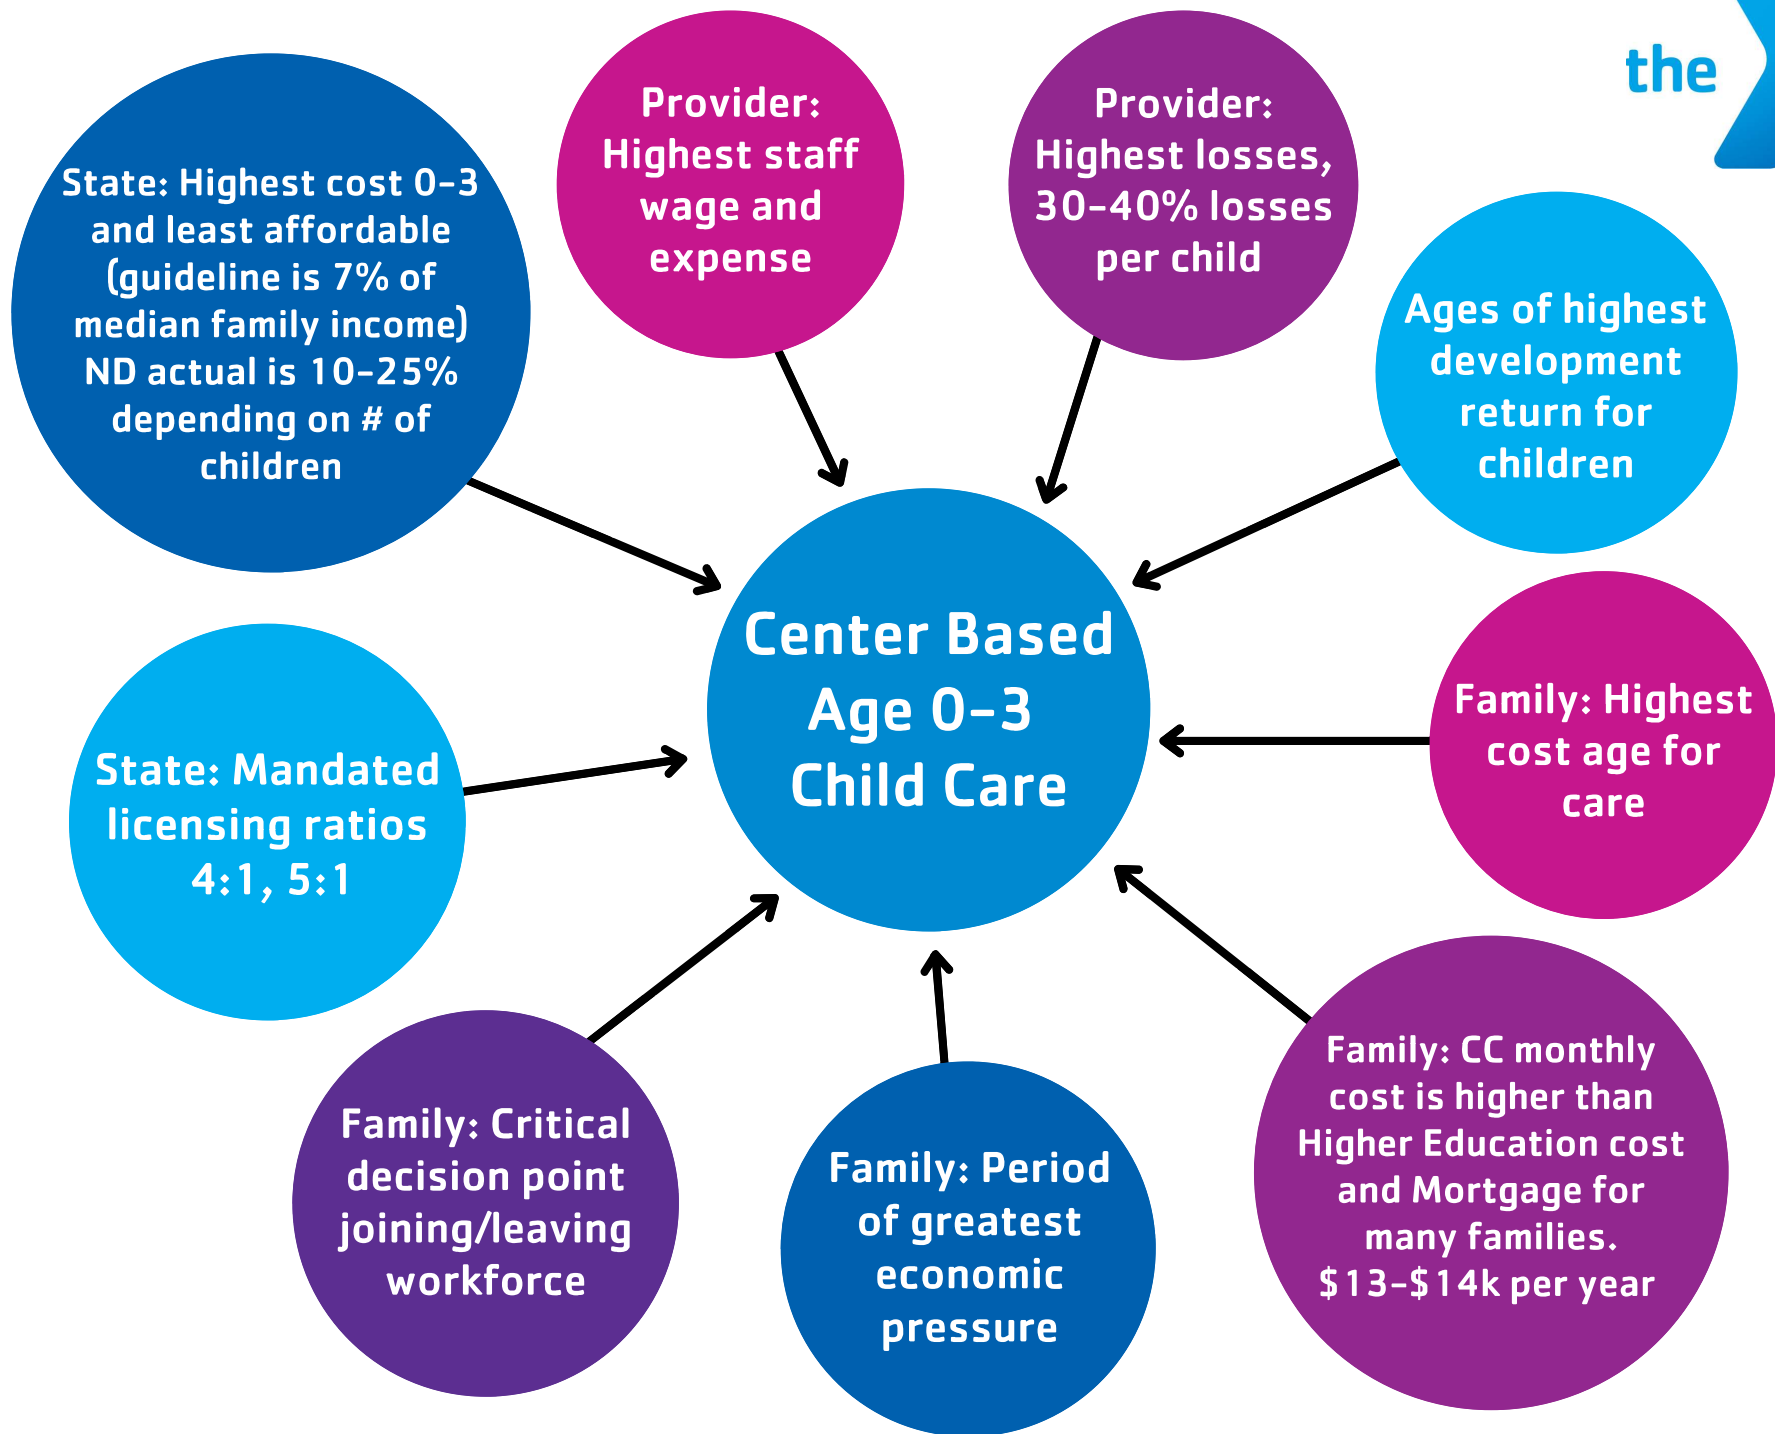 the
State: Highest cost 0-3
and least affordable
(guideline is 7% of
median family income)
ND actual is 10-25%
depending on # of
children
Provider:
Highest staff
wage and
expense
Provider:
Highest losses,
30-40% losses
per child
Ages of highest
development
return for
children
Center Based
Age 0-3
Child Care
Family: Highest
cost age for
care
State: Mandated
licensing ratios
4:1, 5:1
Family: Critical
decision point
joining/leaving
workforce
Family: Period
of greatest
economic
pressure
Family: CC monthly
cost is higher than
Higher Education cost
and Mortgage for
many families.
$13-$14k per year